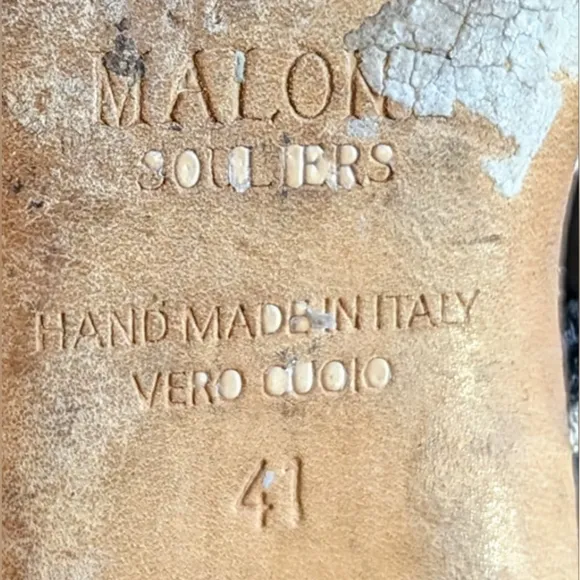 MALON
SOULIERS
HAND MADE IN ITALY
VERO CUOIO
41